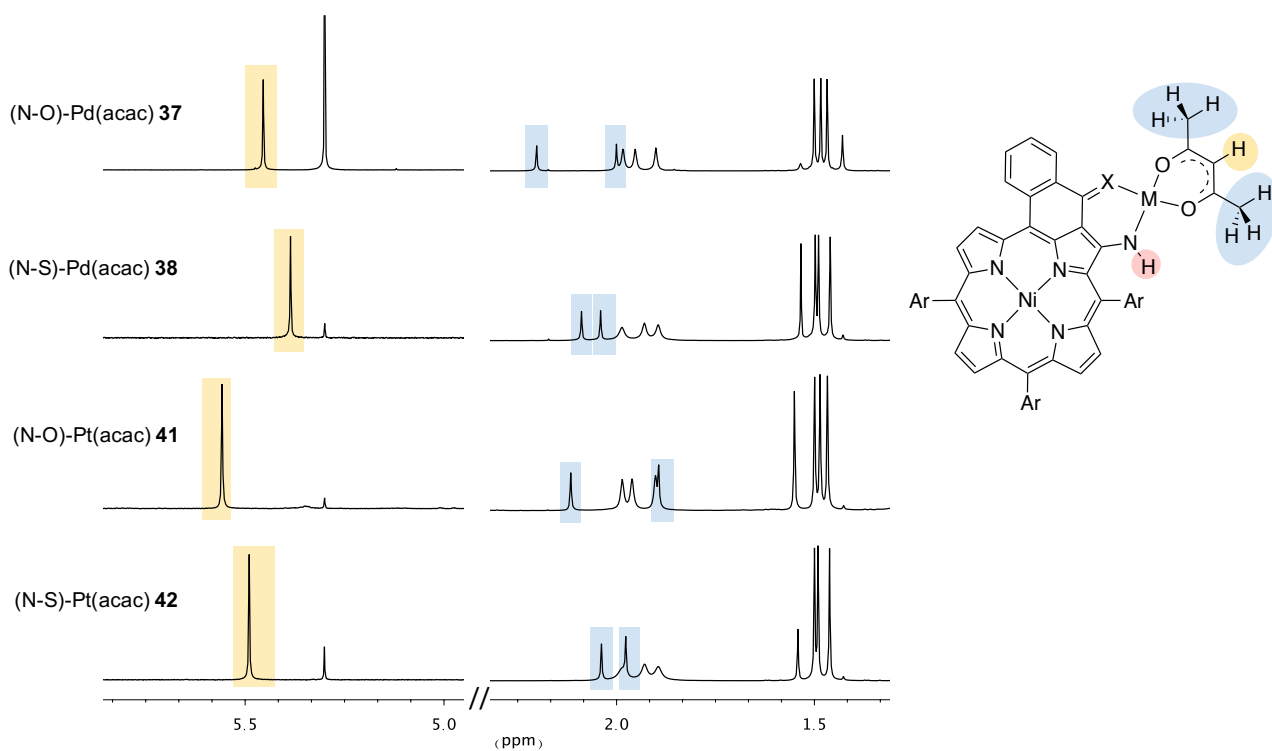 (N-O)-Pd(acac) 37
(N-S)-Pd(acac) 38
(N-O)-Pt(acac) 41
(N-S)-Pt(acac) 42
5.5
5.0
//
2.0
1.5
(ppm)
H
H
H
H
O
X
M
O
H
H
H
N
H
N
N
Ni
N
N
Ar
Ar
Ar